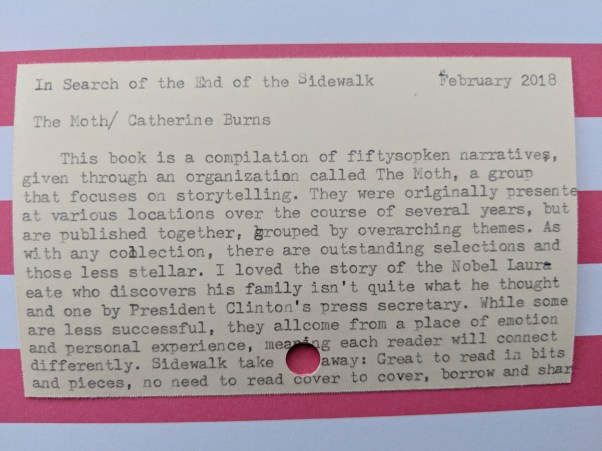 In Search of the End of the Sidewalk February 2018
The Moth/ Catherine Burns
This book is a compilation of fiftysopken narratives,
given through an organization called The Moth, a group
that focuses on storytelling. They were originally presente
at various locations over the course of several years, but
are published together, grouped by overarching themes. As
with any collection, there are outstanding selections and
those less stellar. I loved the story of the Nobel Laure
eate who discovers his family isn't quite what he thought
and one by President Clinton's press secretary. While some
are less successful, they allcome from a place of emotion
and personal experience, meaning each reader will connect
differently. Sidewalk take away: Great to read in bits
and pieces, no need to read cover to cover, borrow and shar